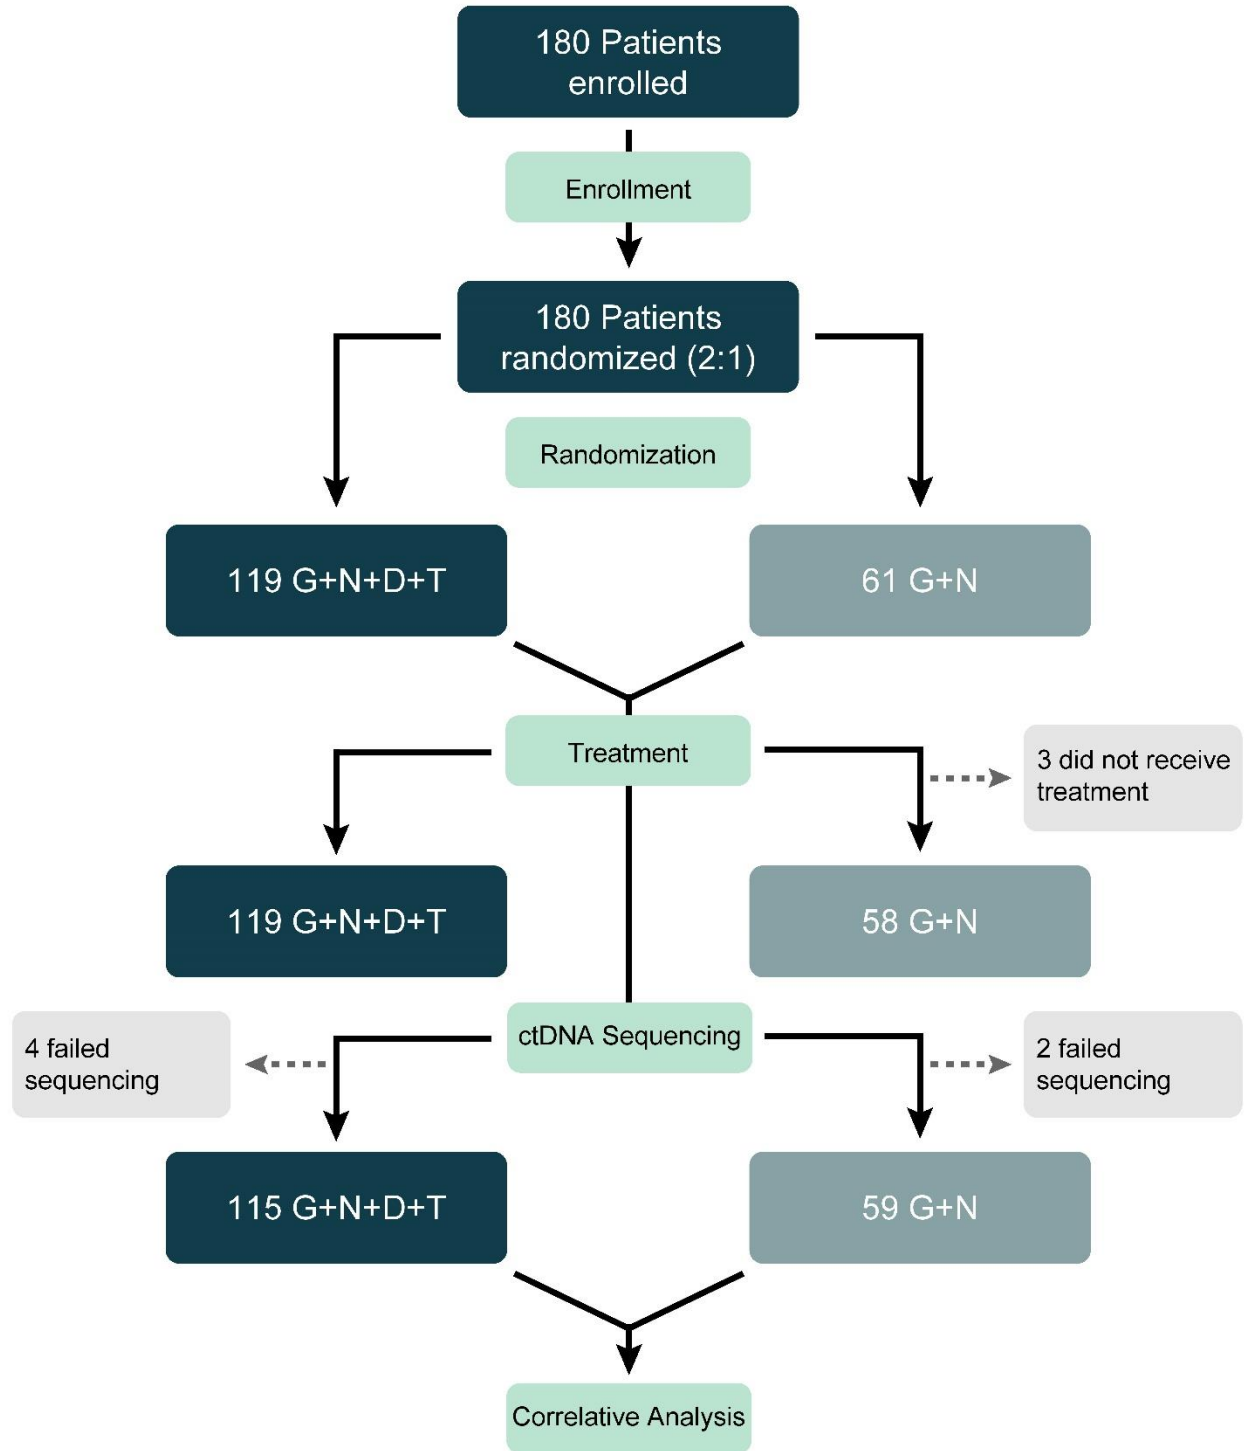 180 Patients
enrolled
Enrollment
180 Patients
randomized (2:1)
Randomization
119 G+N+D+T
61 G+N
Treatment
3 did not receive
treatment
119 G+N+D+T
58 G+N
ctDNA Sequencing
4 failed
sequencing
2 failed
sequencing
115 G+N+D+T
59 G+N
Correlative Analysis